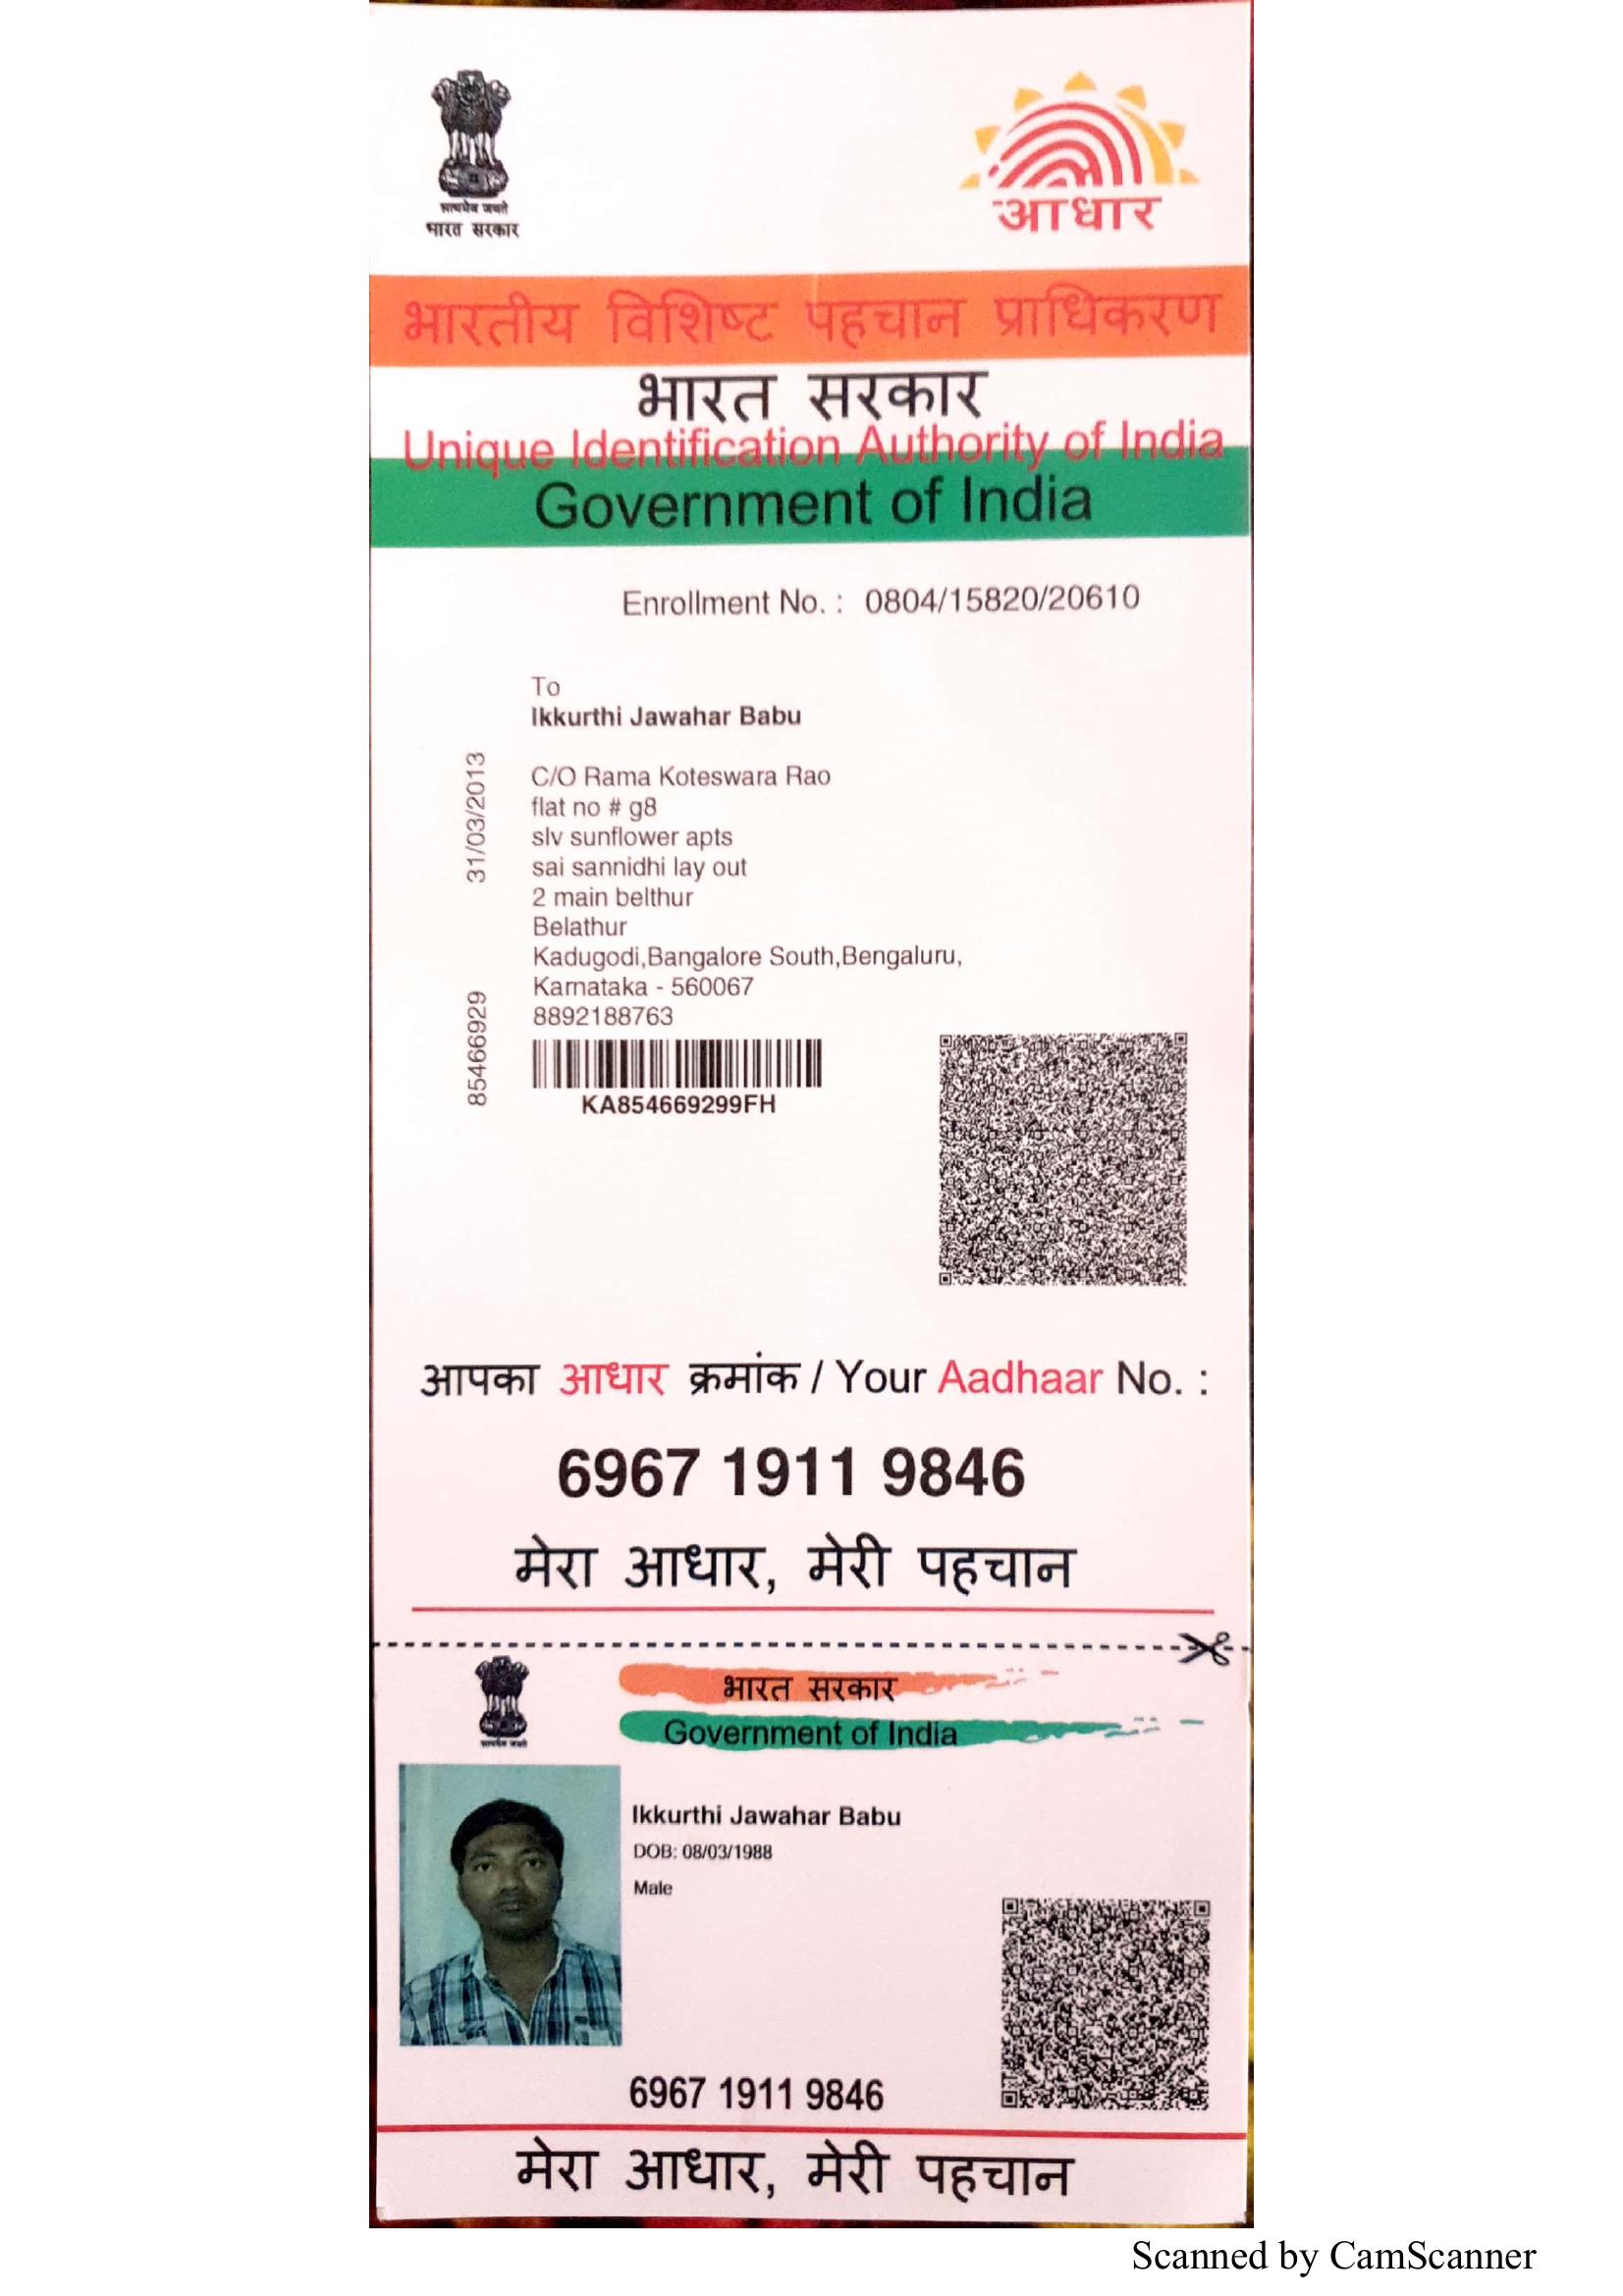 सत्यमेव जयते
भारत सरकार
आधार
भारतीय विशिष्ट पहचान प्राधिकरण
भारत सरकार
Unique Identification Authority of India
Government of India
Enrollment No. : 0804/15820/20610
To
Ikkurthi Jawahar Babu
C/O Rama Koteswara Rao
flat no # g8
slv sunflower apts
sai sannidhi lay out
2 main belthur
Belathur
Kadugodi,Bangalore South,Bengaluru,
Karnataka - 560067
8892188763
31/03/2013
85466929
KA854669299FH
आपका आधार क्रमांक / Your Aadhaar No. :
6967 1911 9846
मेरा आधार, मेरी पहचान
सत्यमेव जयते
भारत सरकार
Government of India
Ikkurthi Jawahar Babu
DOB: 08/03/1988
Male
6967 1911 9846
मेरा आधार, मेरी पहचान
Scanned by CamScanner